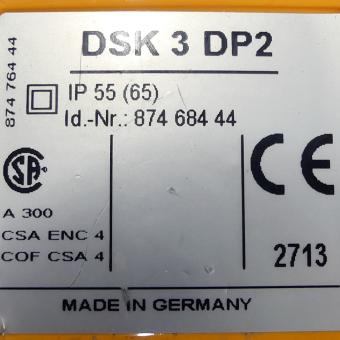 DSK 3 DP2
874 764 44
IP 55 (65)
Id.-Nr.: 874 684 44
CSA
CE
A 300
CSA ENC 4
COF CSA 4
2713
MADE IN GERMANY